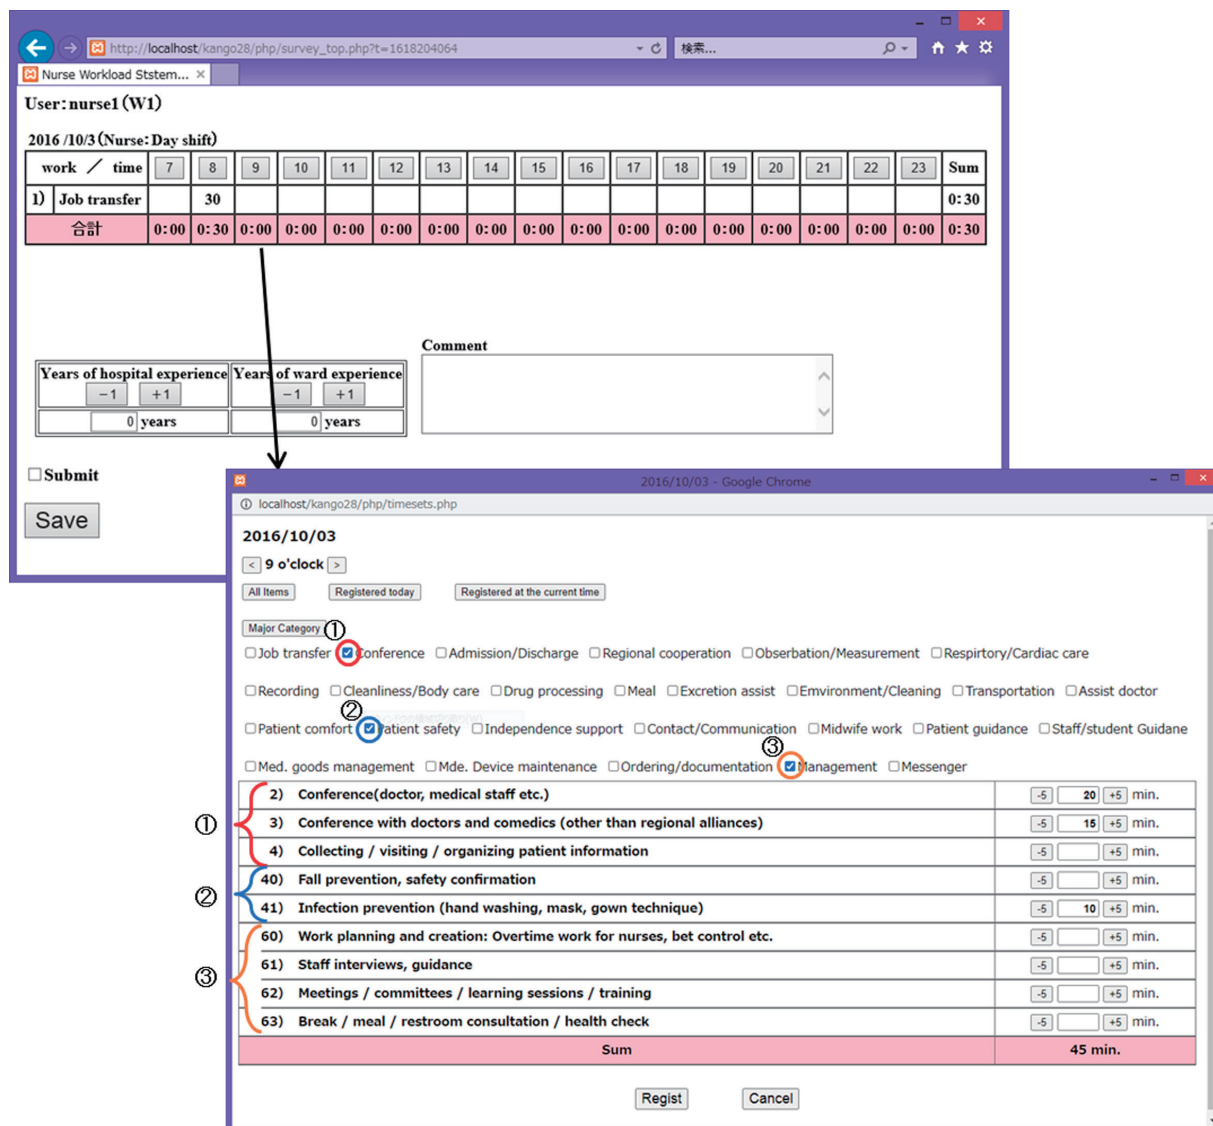 http://localhost/kango28/php/survey_top.php?t=1618204064 検索...
Nurse Workload Ststem... ×
User:nurse1(W1)
2016 /10/3(Nurse:Day shift)
work / time 7 8 9 10 11 12 13 14 15 16 17 18 19 20 21 22 23 Sum
1) Job transfer 30 0:30
合計 0:00 0:30 0:00 0:00 0:00 0:00 0:00 0:00 0:00 0:00 0:00 0:00 0:00 0:00 0:00 0:00 0:00 0:30
Comment
Years of hospital experience Years of ward experience
−1 +1 −1 +1
0 years 0 years
□Submit
Save
2016/10/03 - Google Chrome
localhost/kango28/php/timesets.php
2016/10/03
< 9 o'clock >
All Items Registered today Registered at the current time
Major Category ①
□Job transfer ☑Conference □Admission/Discharge □Regional cooperation □Obserbation/Measurement □Respirtory/Cardiac care
□Recording □Cleanliness/Body care □Drug processing □Meal □Excretion assist □Emvironment/Cleaning □Transportation □Assist doctor
②
□Patient comfort ☑Patient safety □Independence support □Contact/Communication □Midwife work □Patient guidance □Staff/student Guidane
③
□Med. goods management □Mde. Device maintenance □Ordering/documentation ☑Management □Messenger
2) Conference(doctor, medical staff etc.) -5 20 +5 min.
① 3) Conference with doctors and comedics (other than regional alliances) -5 15 +5 min.
4) Collecting / visiting / organizing patient information -5 +5 min.
40) Fall prevention, safety confirmation -5 +5 min.
② 41) Infection prevention (hand washing, mask, gown technique) -5 10 +5 min.
60) Work planning and creation: Overtime work for nurses, bet control etc. -5 +5 min.
61) Staff interviews, guidance -5 +5 min.
③ 62) Meetings / committees / learning sessions / training -5 +5 min.
63) Break / meal / restroom consultation / health check -5 +5 min.
Sum 45 min.
Regist Cancel